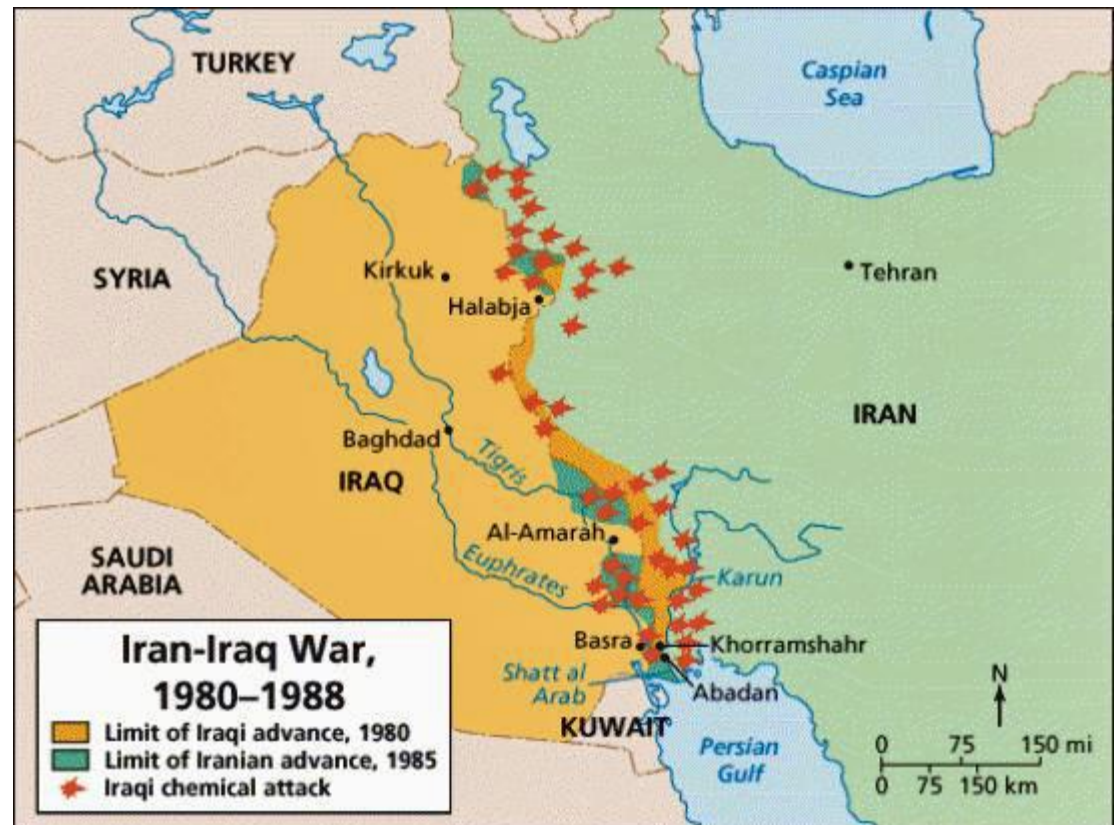 TURKEY
Caspian
Sea
SYRIA
Kirkuk
Tehran
Halabja
IRAN
Baghdad
Tigris
IRAQ
Al-Amarah
SAUDI
ARABIA
Euphrates
Karun
Basra
Khorramshahr
Shatt al
Arab
Abadan
KUWAIT
Persian
Gulf
N
0 75 150 mi
0 75 150 km
Iran-Iraq War,
1980–1988
Limit of Iraqi advance, 1980
Limit of Iranian advance, 1985
Iraqi chemical attack